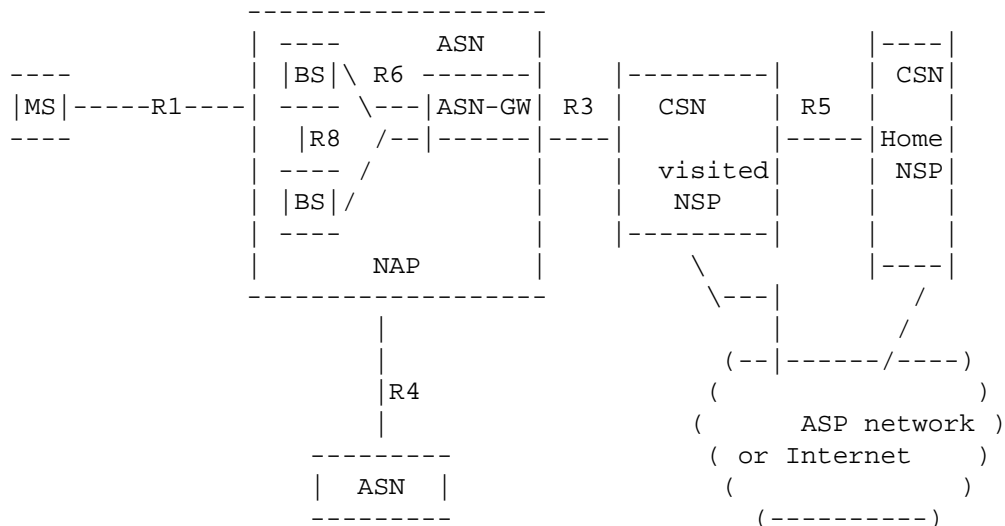 ASN
|BS| R6 CSN
|MS|-----R1---- |ASN-GW| R3 CSN R5
|R8 Home
visited NSP
|BS| NSP
NAP
R4
ASP network
or Internet
ASN